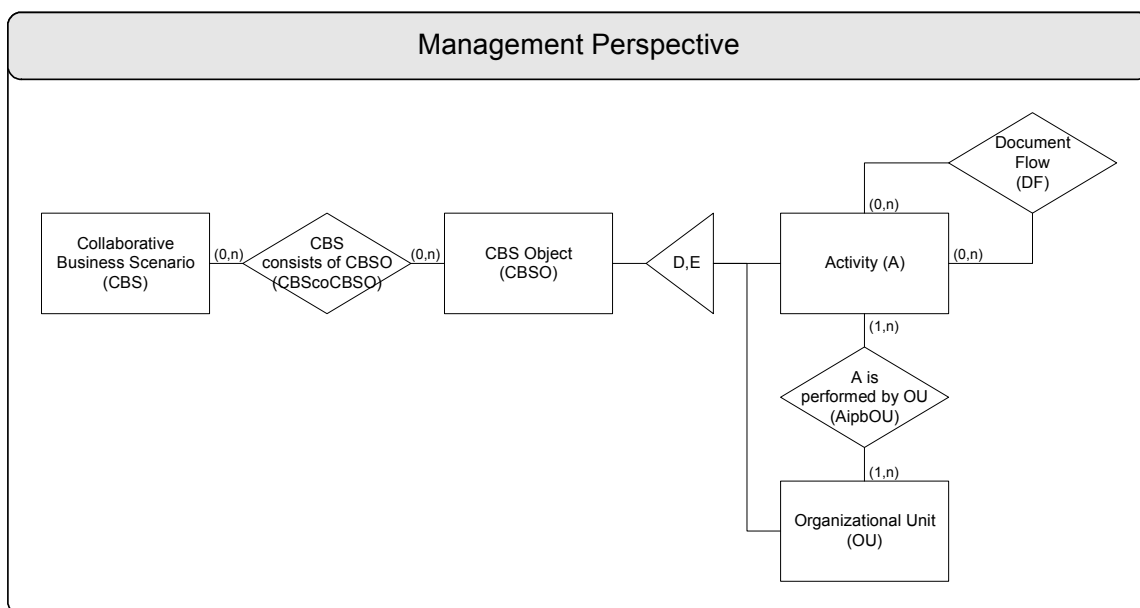 Management Perspective
Document
Flow
(DF)
(0,n)
Collaborative
Business Scenario
(CBS)
(0,n)
CBS
consists of CBSO
(CBScoCBSO)
(0,n)
CBS Object
(CBSO)
D,E
Activity (A)
(0,n)
(1,n)
A is
performed by OU
(AipbOU)
(1,n)
Organizational Unit
(OU)